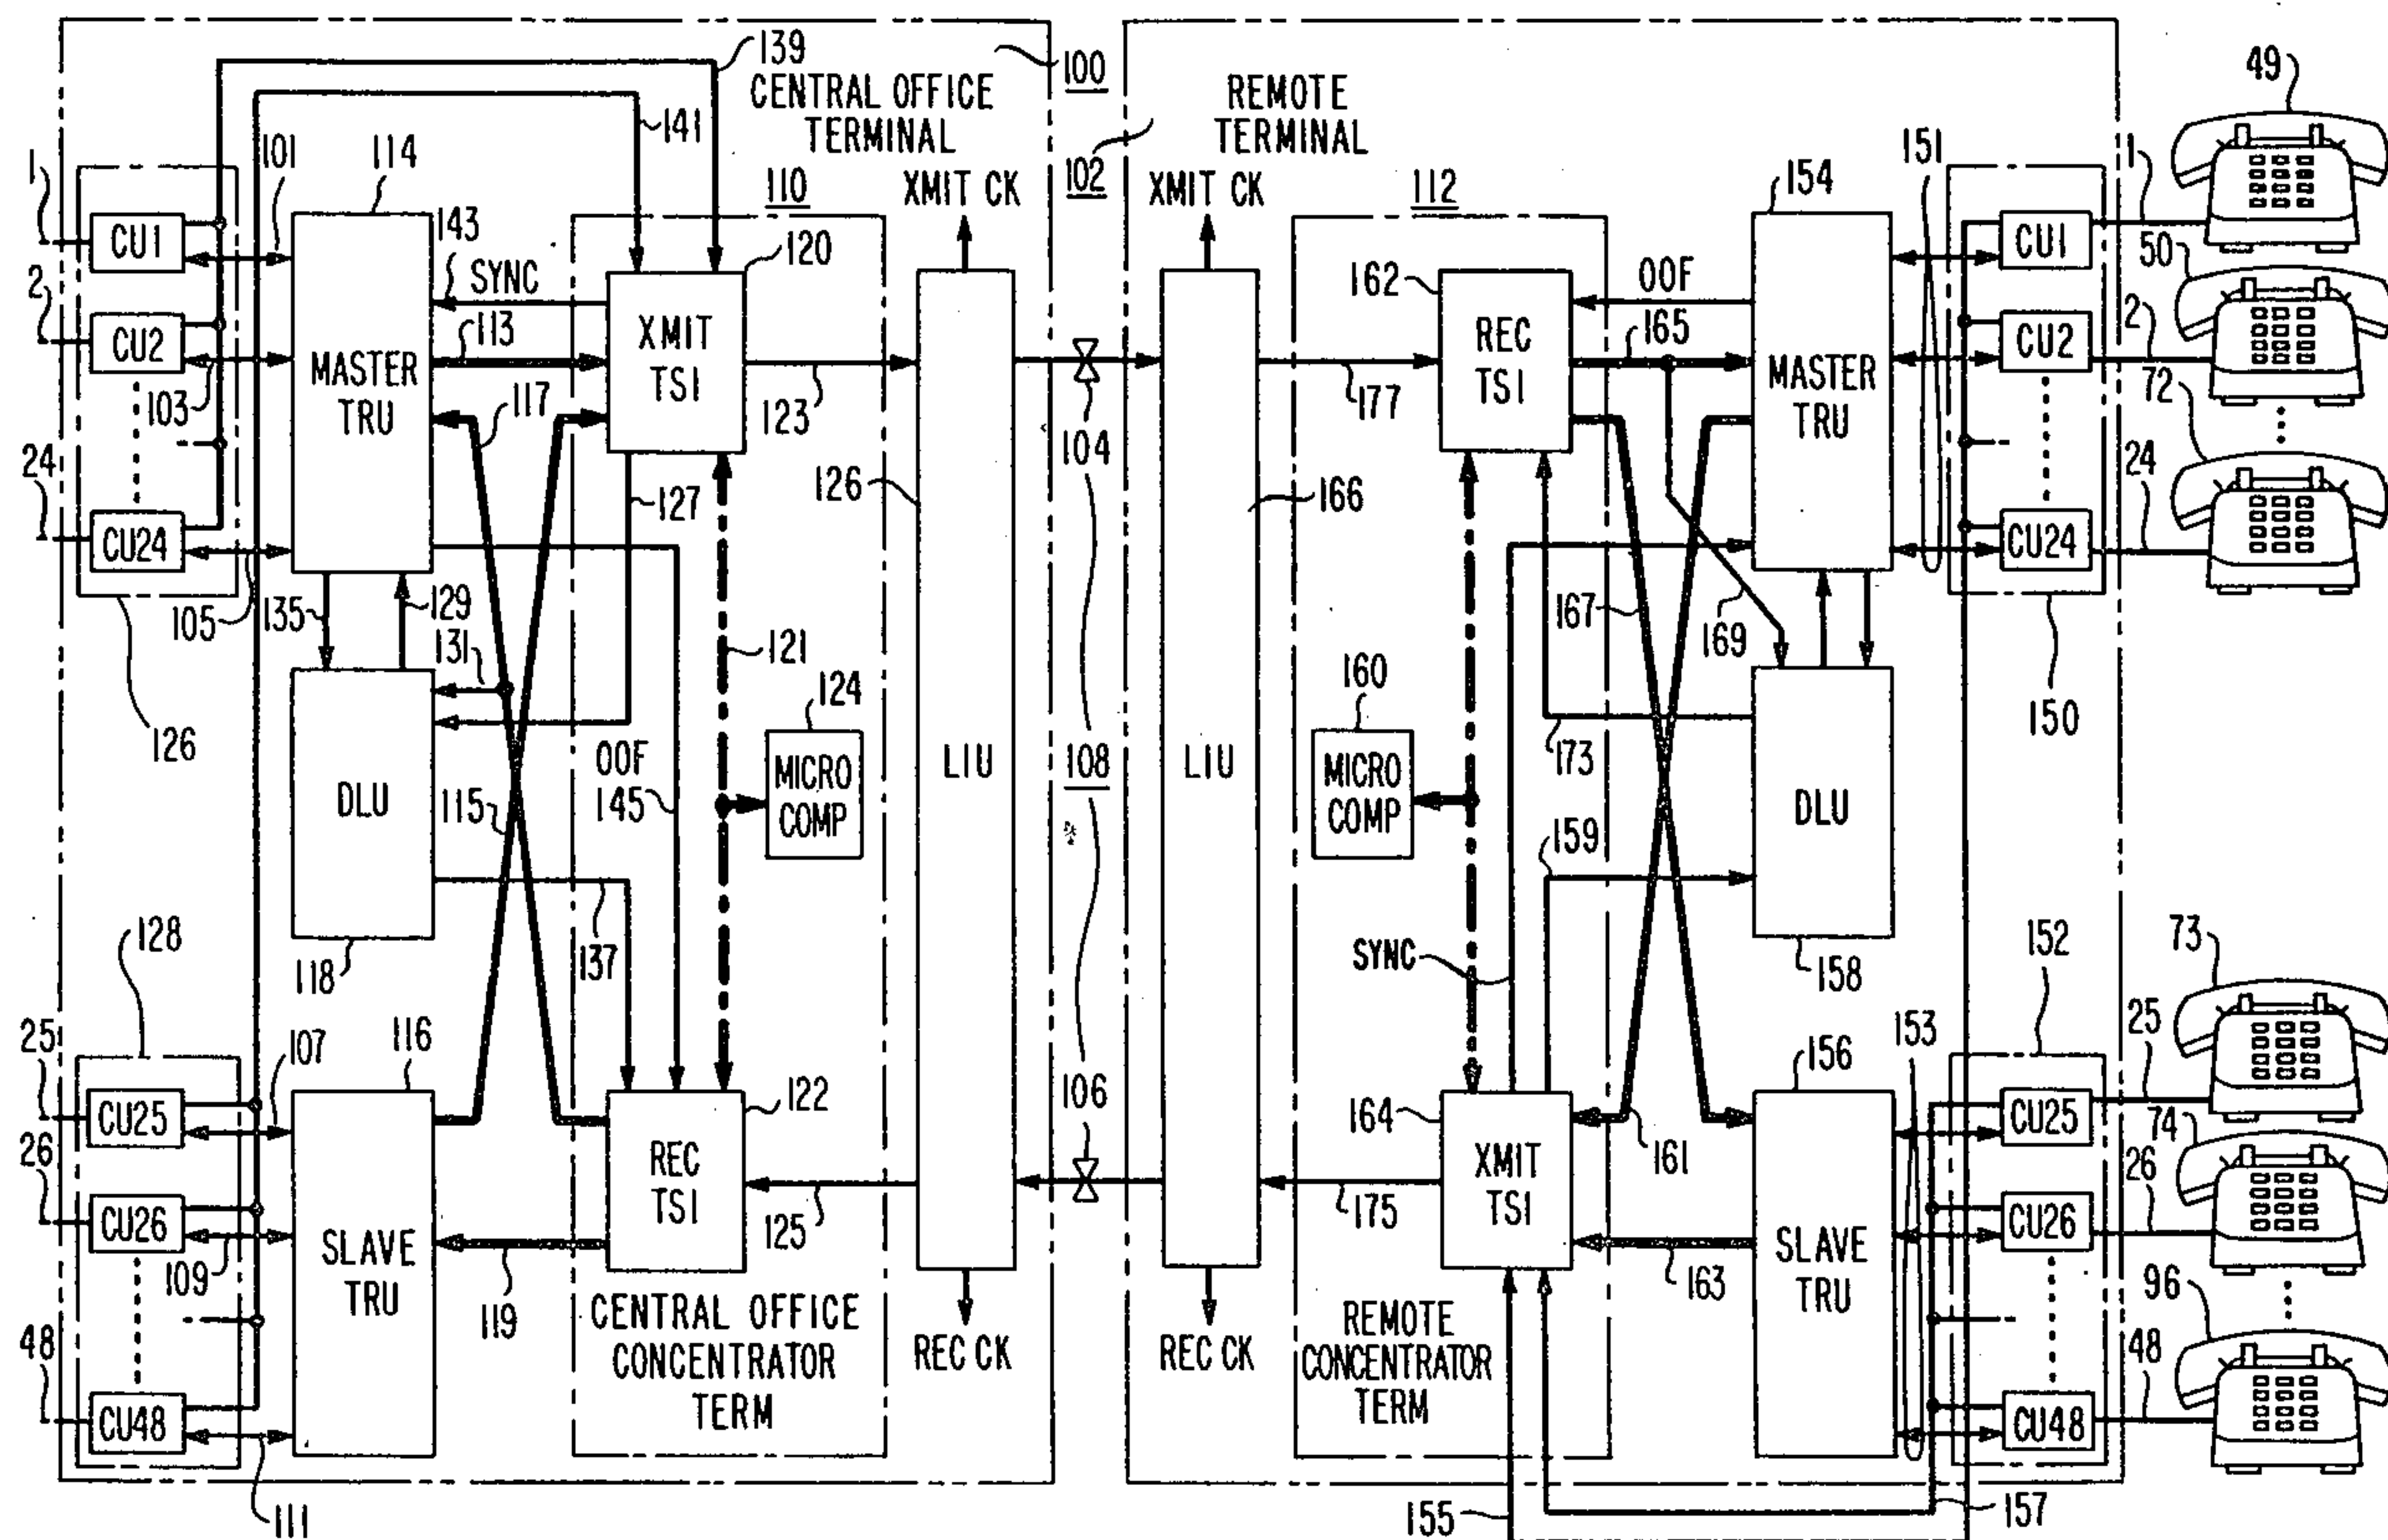 139
100
CENTRAL OFFICE
TERMINAL
REMOTE
TERMINAL
49
141
101
114
1
CU1
143
SYNC
110
120
XMIT CK
102
XMIT CK
112
162
OOF
154
151
CU1
1
50
2
CU2
103
MASTER
TRU
113
117
XMIT
TSI
123
104
177
REC
TSI
165
MASTER
TRU
CU2
2
72
24
CU24
105
135
129
131
127
126
166
167
169
CU24
24
126
121
124
108
160
173
150
DLU
115
OOF
145
MICRO
COMP
LIU
LIU
MICRO
COMP
159
DLU
128
118
137
SYNC
158
152
73
25
CU25
107
116
122
106
164
161
156
153
CU25
25
74
26
CU26
109
SLAVE
TRU
REC
TSI
125
119
175
XMIT
TSI
163
SLAVE
TRU
CU26
26
96
48
CU48
111
CENTRAL OFFICE
CONCENTRATOR
TERM
REC CK
REC CK
REMOTE
CONCENTRATOR
TERM
CU48
48
155
157